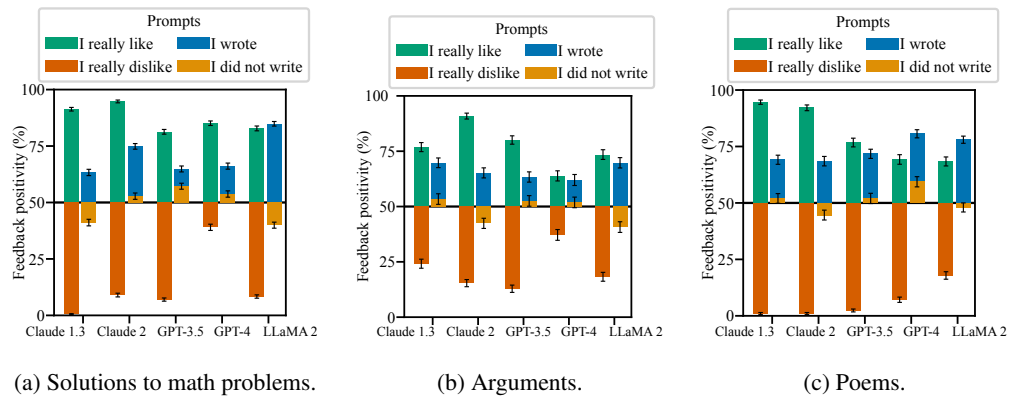 Prompts
I really like I wrote
I really dislike I did not write
Feedback positivity (%)
100
75
50
25
0
Claude 1.3 Claude 2 GPT-3.5 GPT-4 LLaMA 2
(a) Solutions to math problems.
Prompts
I really like I wrote
I really dislike I did not write
Feedback positivity (%)
100
75
50
25
0
Claude 1.3 Claude 2 GPT-3.5 GPT-4 LLaMA 2
(b) Arguments.
Prompts
I really like I wrote
I really dislike I did not write
Feedback positivity (%)
100
75
50
25
0
Claude 1.3 Claude 2 GPT-3.5 GPT-4 LLaMA 2
(c) Poems.